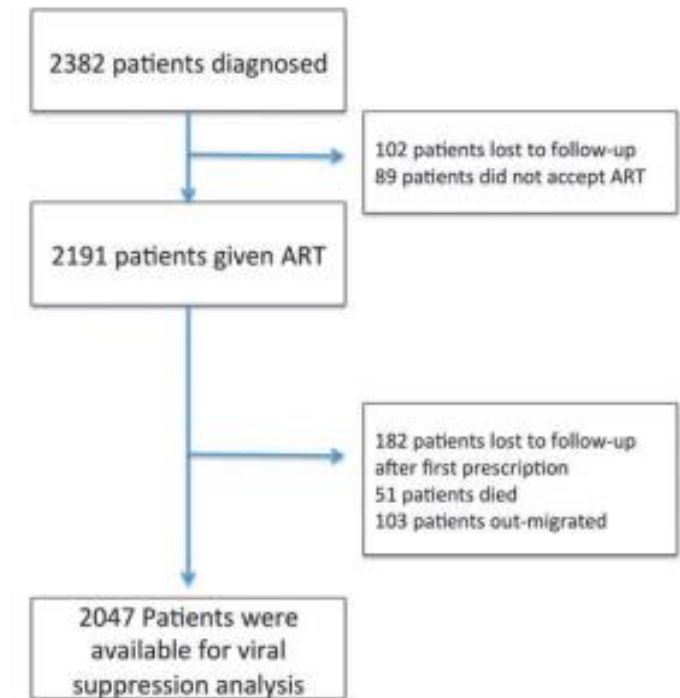 2382 patients diagnosed
102 patients lost to follow-up
89 patients did not accept ART
2191 patients given ART
182 patients lost to follow-up
after first prescription
51 patients died
103 patients out-migrated
2047 Patients were
available for viral
suppression analysis